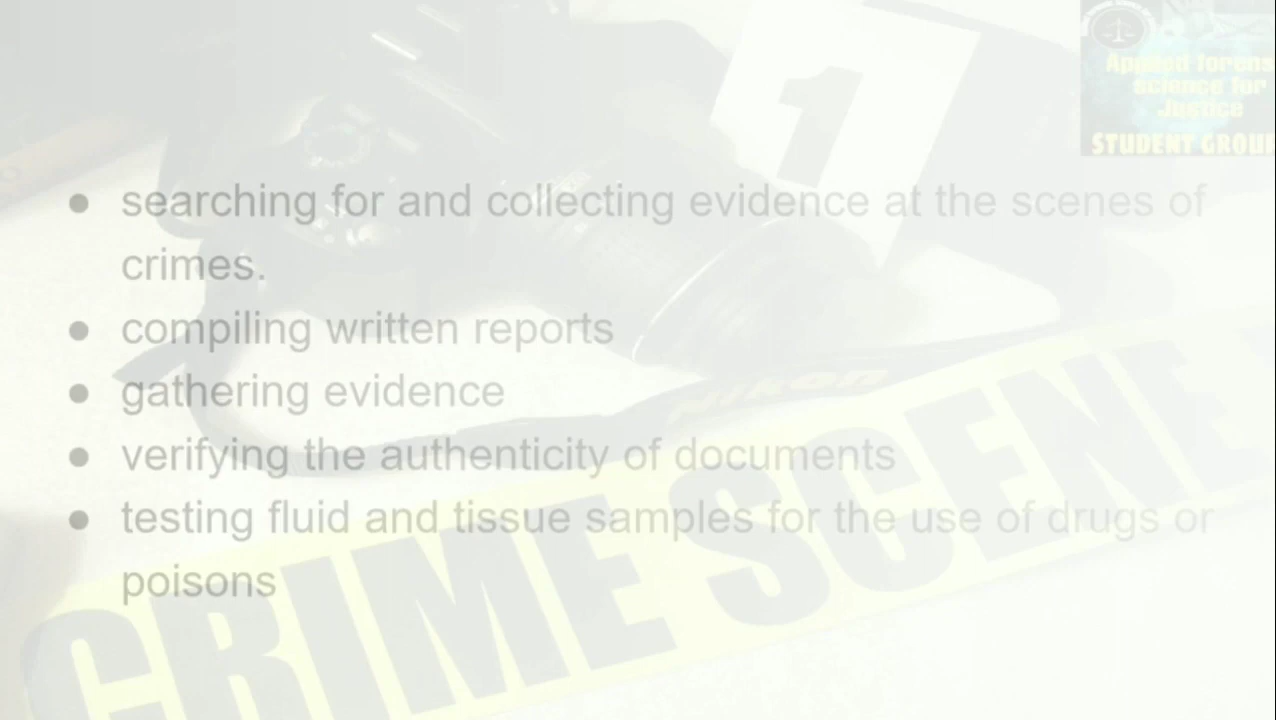 1
Applied forens
science for
Justice
STUDENT GROUP
● searching for and collecting evidence at the scenes of
crimes.
● compiling written reports
● gathering evidence
● verifying the authenticity of documents
● testing fluid and tissue samples for the use of drugs or
poisons
Nikon
CRIME SCENE